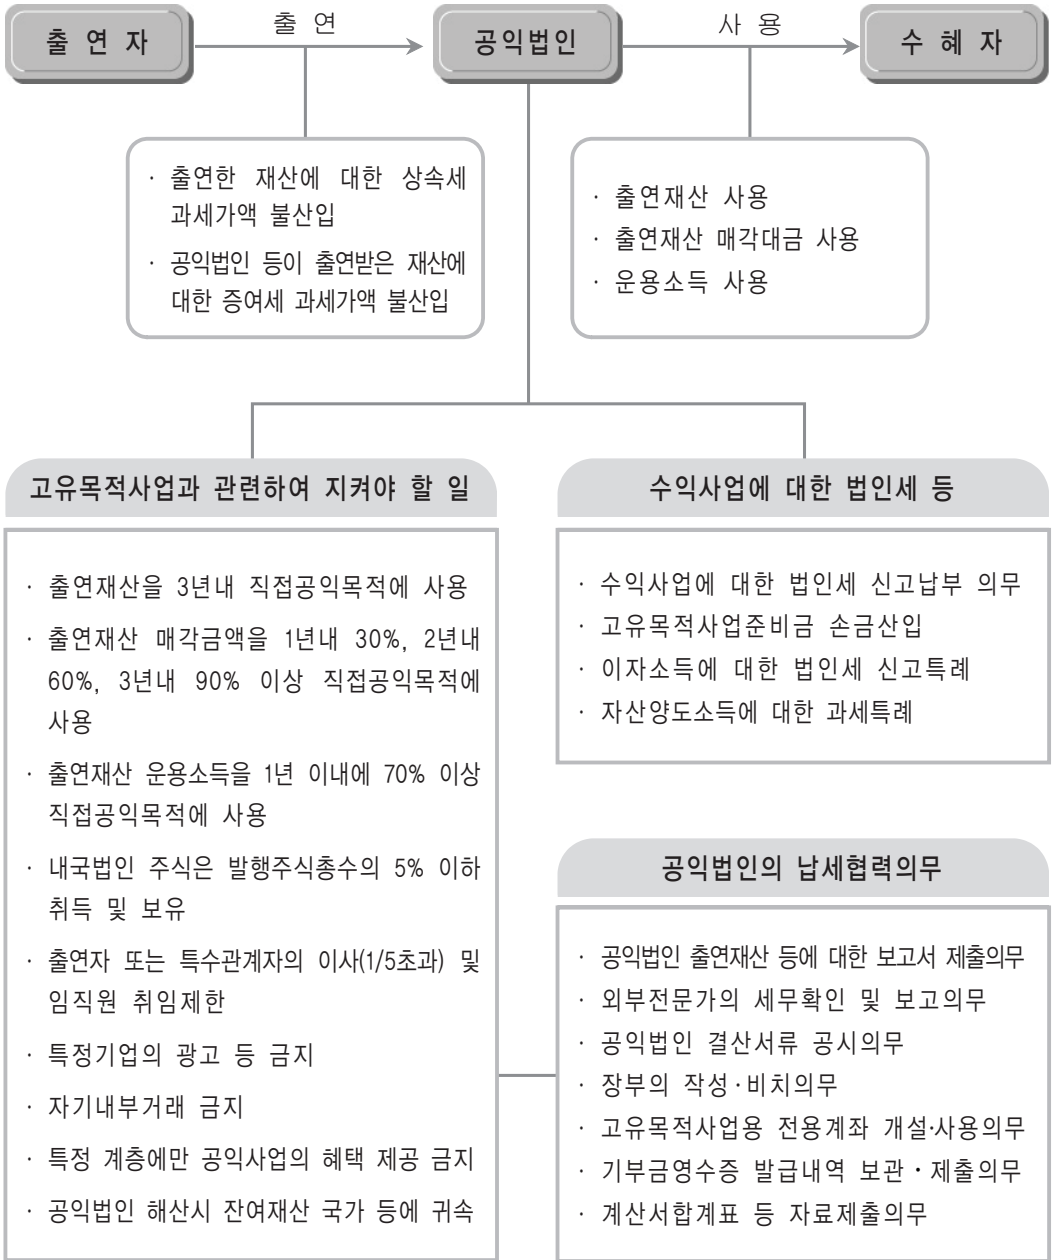 출 연 자
출 연
공익법인
사 용
수 혜 자
· 출연한 재산에 대한 상속세
과세가액 불산입
· 공익법인 등이 출연받은 재산에
대한 증여세 과세가액 불산입
· 출연재산 사용
· 출연재산 매각대금 사용
· 운용소득 사용
고유목적사업과 관련하여 지켜야 할 일
· 출연재산을 3년내 직접공익목적에 사용
· 출연재산 매각금액을 1년내 30%, 2년내
60%, 3년내 90% 이상 직접공익목적에
사용
· 출연재산 운용소득을 1년 이내에 70% 이상
직접공익목적에 사용
· 내국법인 주식은 발행주식총수의 5% 이하
취득 및 보유
· 출연자 또는 특수관계자의 이사(1/5초과) 및
임직원 취임제한
· 특정기업의 광고 등 금지
· 자기내부거래 금지
· 특정 계층에만 공익사업의 혜택 제공 금지
· 공익법인 해산시 잔여재산 국가 등에 귀속
수익사업에 대한 법인세 등
· 수익사업에 대한 법인세 신고납부 의무
· 고유목적사업준비금 손금산입
· 이자소득에 대한 법인세 신고특례
· 자산양도소득에 대한 과세특례
공익법인의 납세협력의무
· 공익법인 출연재산 등에 대한 보고서 제출의무
· 외부전문가의 세무확인 및 보고의무
· 공익법인 결산서류 공시의무
· 장부의 작성·비치의무
· 고유목적사업용 전용계좌 개설·사용의무
· 기부금영수증 발급내역 보관·제출의무
· 계산서합계표 등 자료제출의무